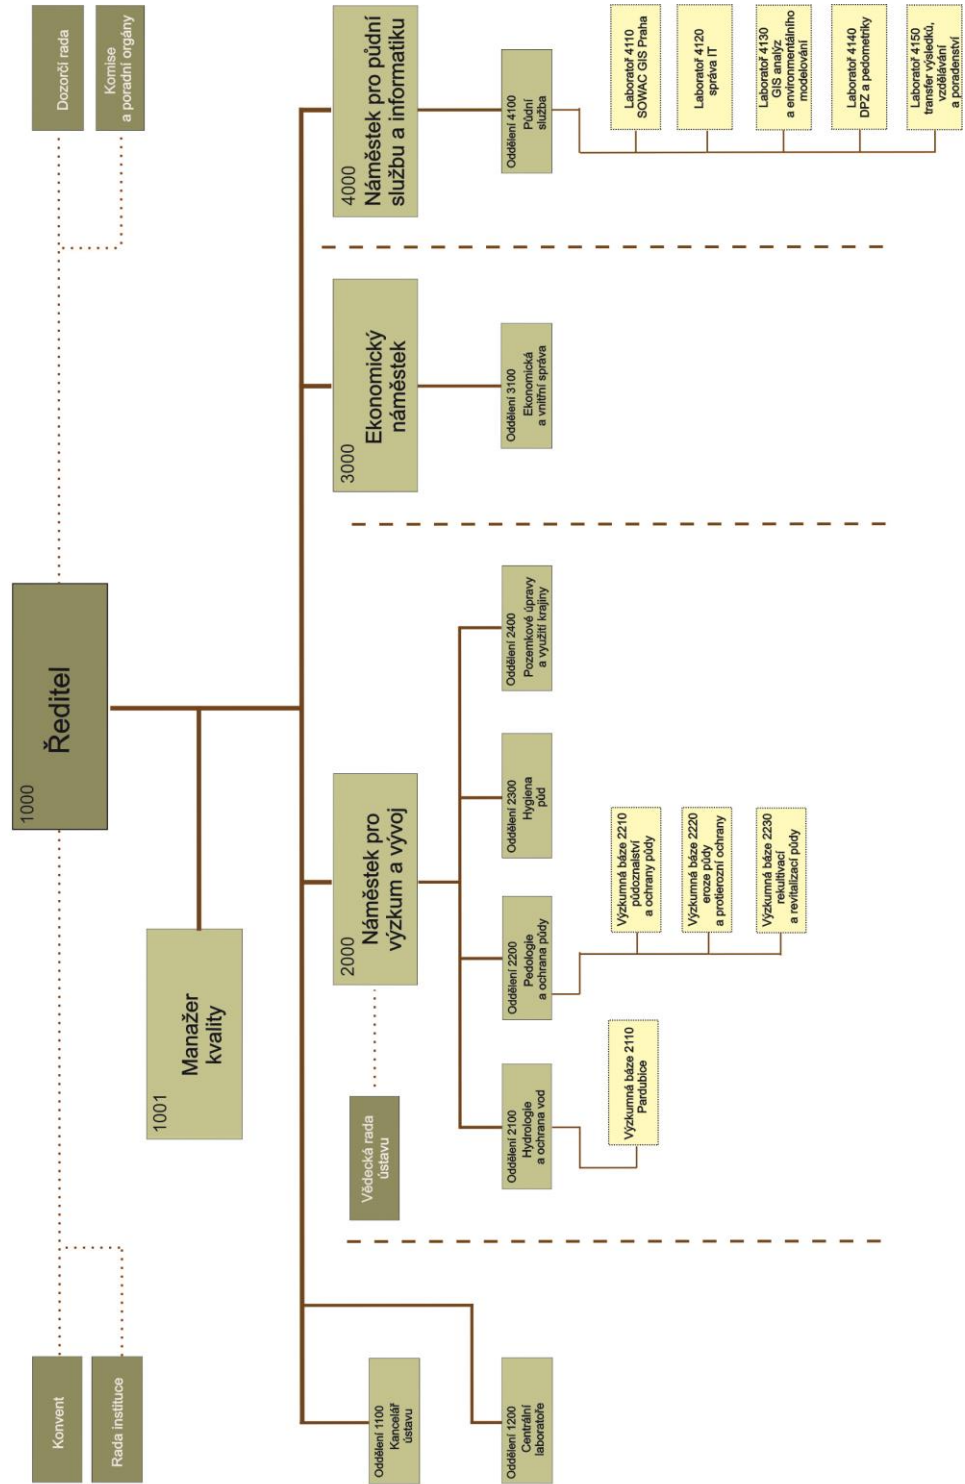 Konvent
Rada instituce
1000
Ředitel
Dozorčí rada
Komise
a poradní orgány
1001
Manažer
kvality
Oddělení 1100
Kancelář
ústavu
Oddělení 1200
Centrální
laboratoře
Vědecká rada
ústavu
2000
Náměstek pro
výzkum a vývoj
3000
Ekonomický
náměstek
4000
Náměstek pro půdní
službu a informatiku
Oddělení 2100
Hydrologie
a ochrana vod
Oddělení 2200
Pedologie
a ochrana půdy
Oddělení 2300
Hygiena
půd
Oddělení 2400
Pozemkové úpravy
a využití krajiny
Oddělení 3100
Ekonomická
a vnitřní správa
Oddělení 4100
Půdní
služba
Výzkumná báze 2110
Pardubice
Výzkumná báze 2210
půdoznalství
a ochrany půdy
Výzkumná báze 2220
eroze půdy
a protierozní ochrany
Výzkumná báze 2230
rekultivací
a revitalizací půdy
Laboratoř 4110
SOWAC GIS Praha
Laboratoř 4120
správa IT
Laboratoř 4130
GIS analýz
a environmentálního
modelování
Laboratoř 4140
DPZ a pedometriky
Laboratoř 4150
transfer výsledků,
vzdělávání
a poradenství